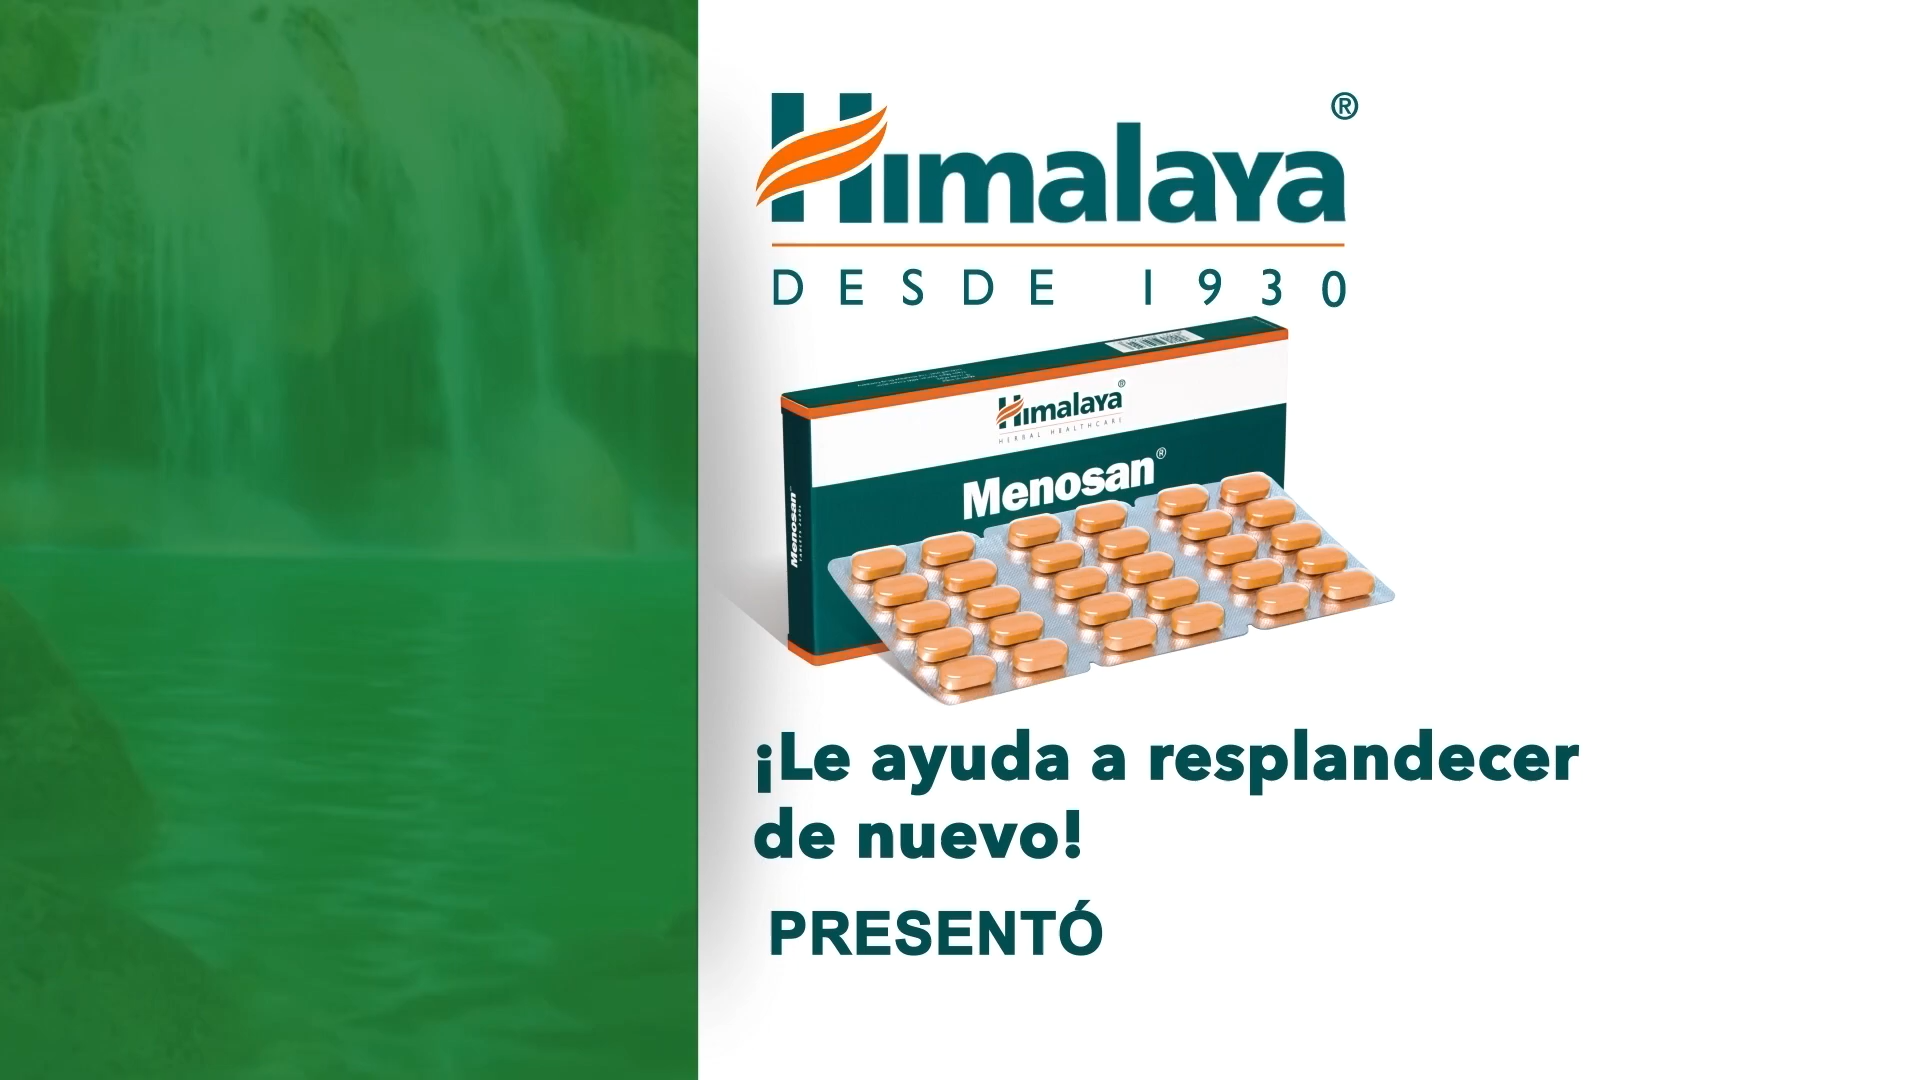 Himalaya®
DESDE 1930
Himalaya®
HERBAL HEALTHCARE
Menosan®
Menosan
¡Le ayuda a resplandecer
de nuevo!
PRESENTÓ